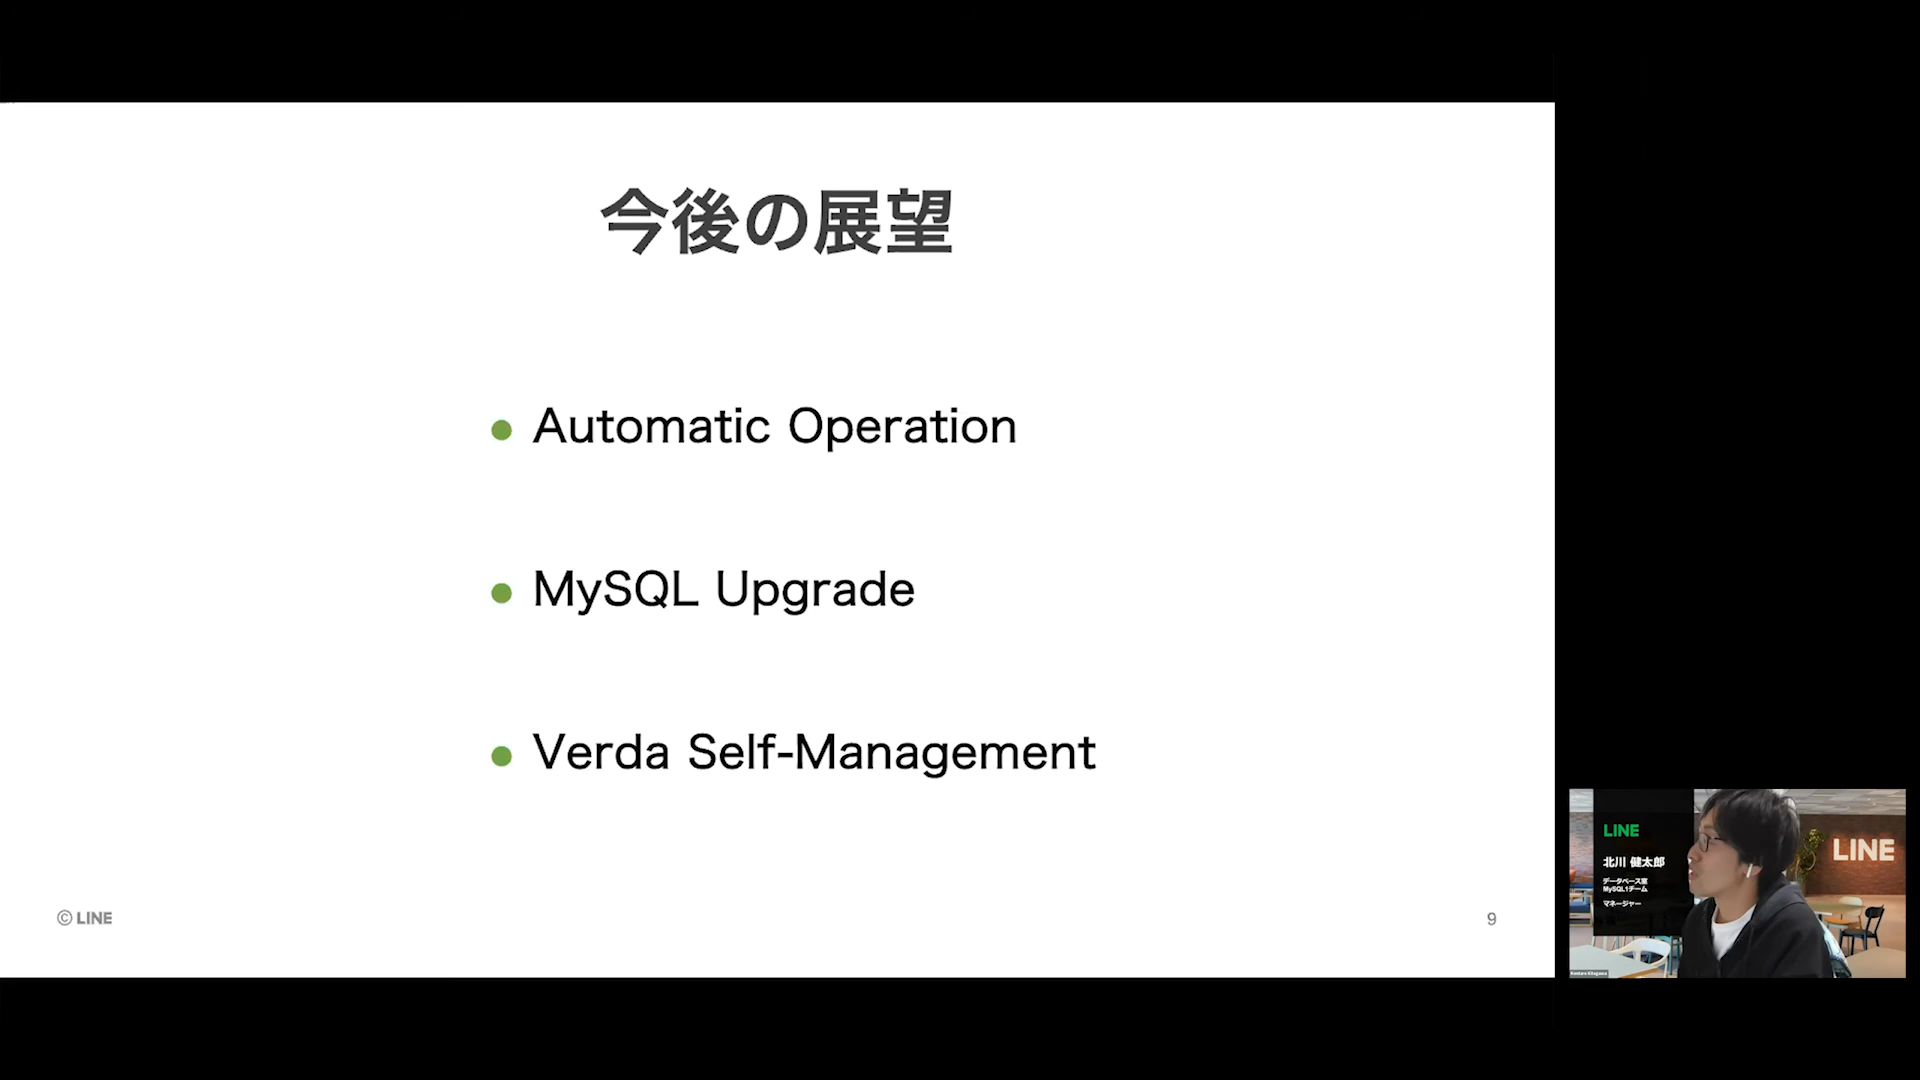 今後の展望
Automatic Operation
MySQL Upgrade
Verda Self-Management
© LINE
9
LINE
北川 健太郎
データベース室
MySQL1チーム
マネージャー
LINE
Kentaro Kitagawa